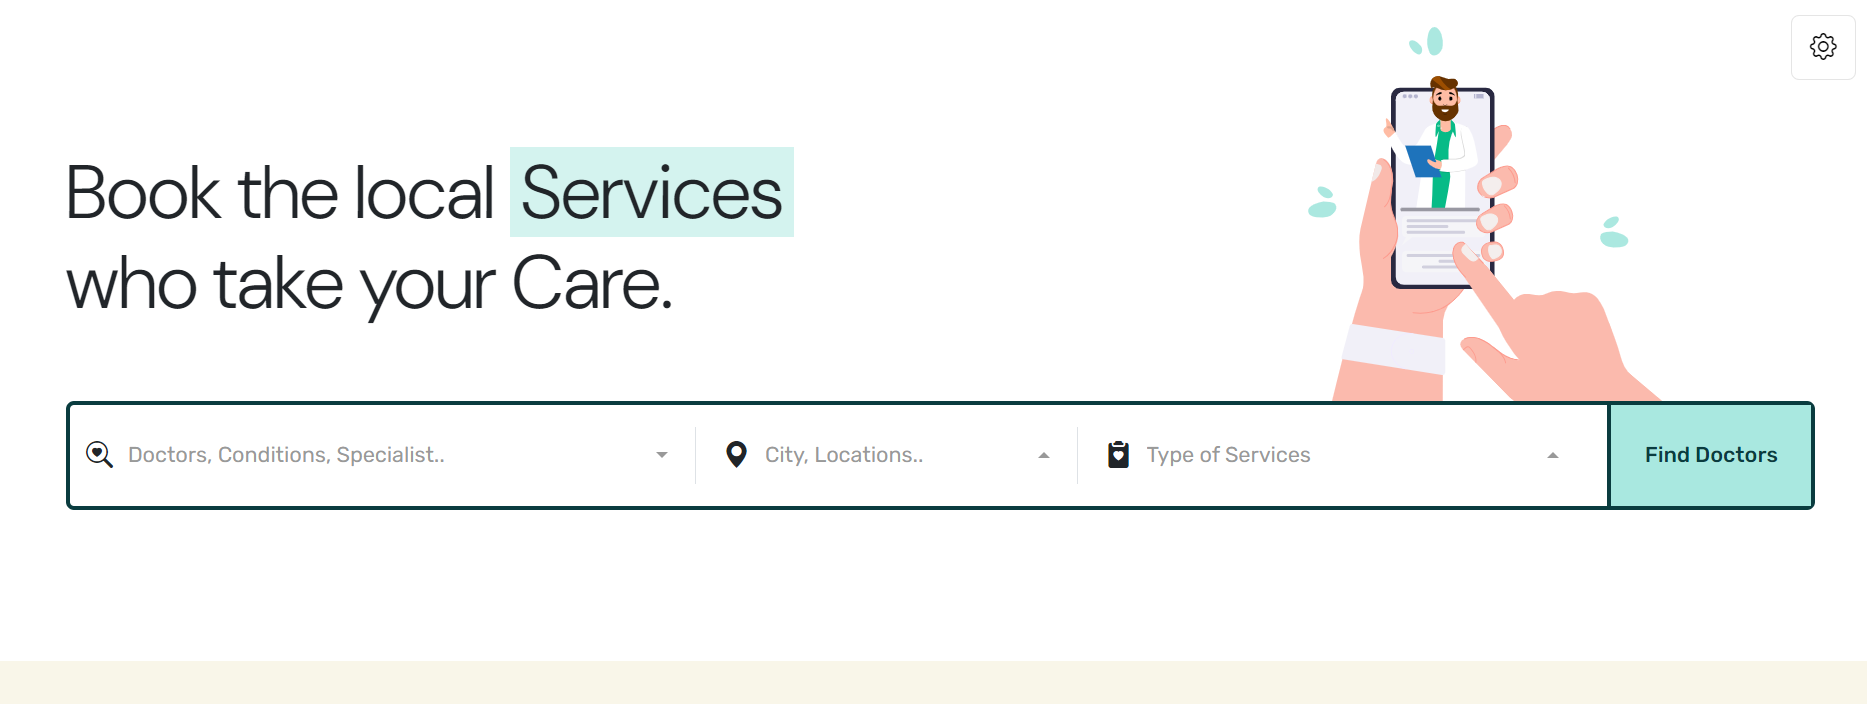 Book the local Services
who take your Care.
Doctors, Conditions, Specialist..
City, Locations..
Type of Services
Find Doctors